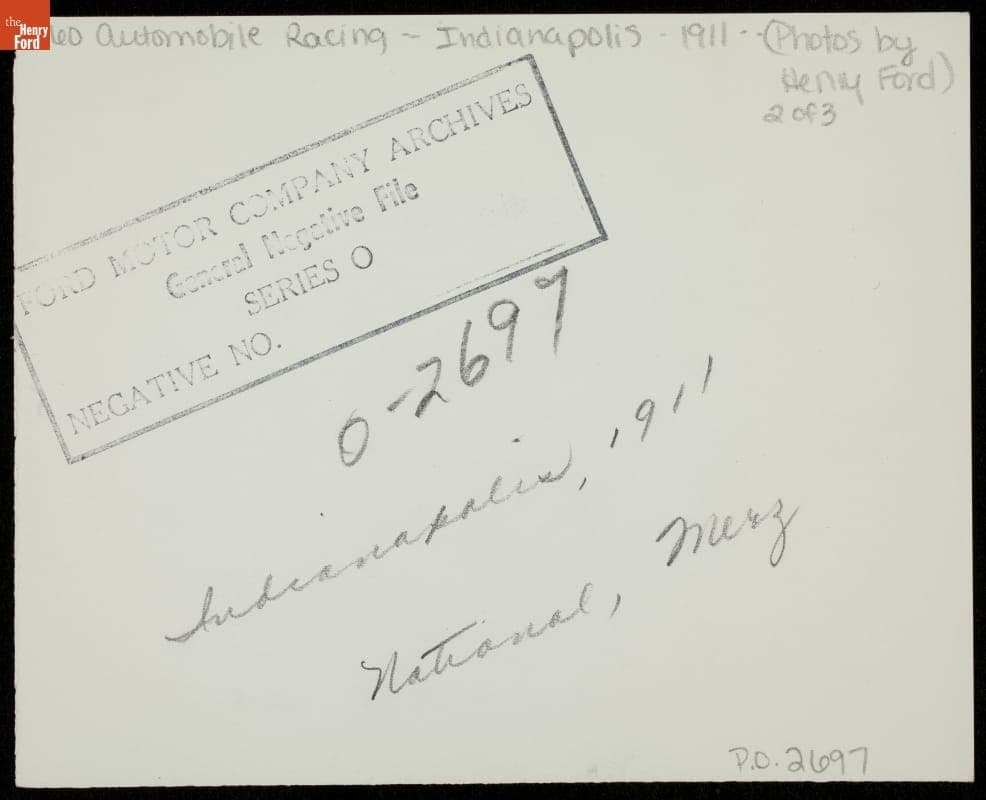 the
Henry
Ford
60 Automobile Racing - Indianapolis - 1911 - - (Photos by
Henry Ford)
2 of 3
FORD MOTOR COMPANY ARCHIVES
General Negative File
SERIES O
NEGATIVE NO.
O-2697
Indianapolis, 1911
National, Merz
P.O. 2697